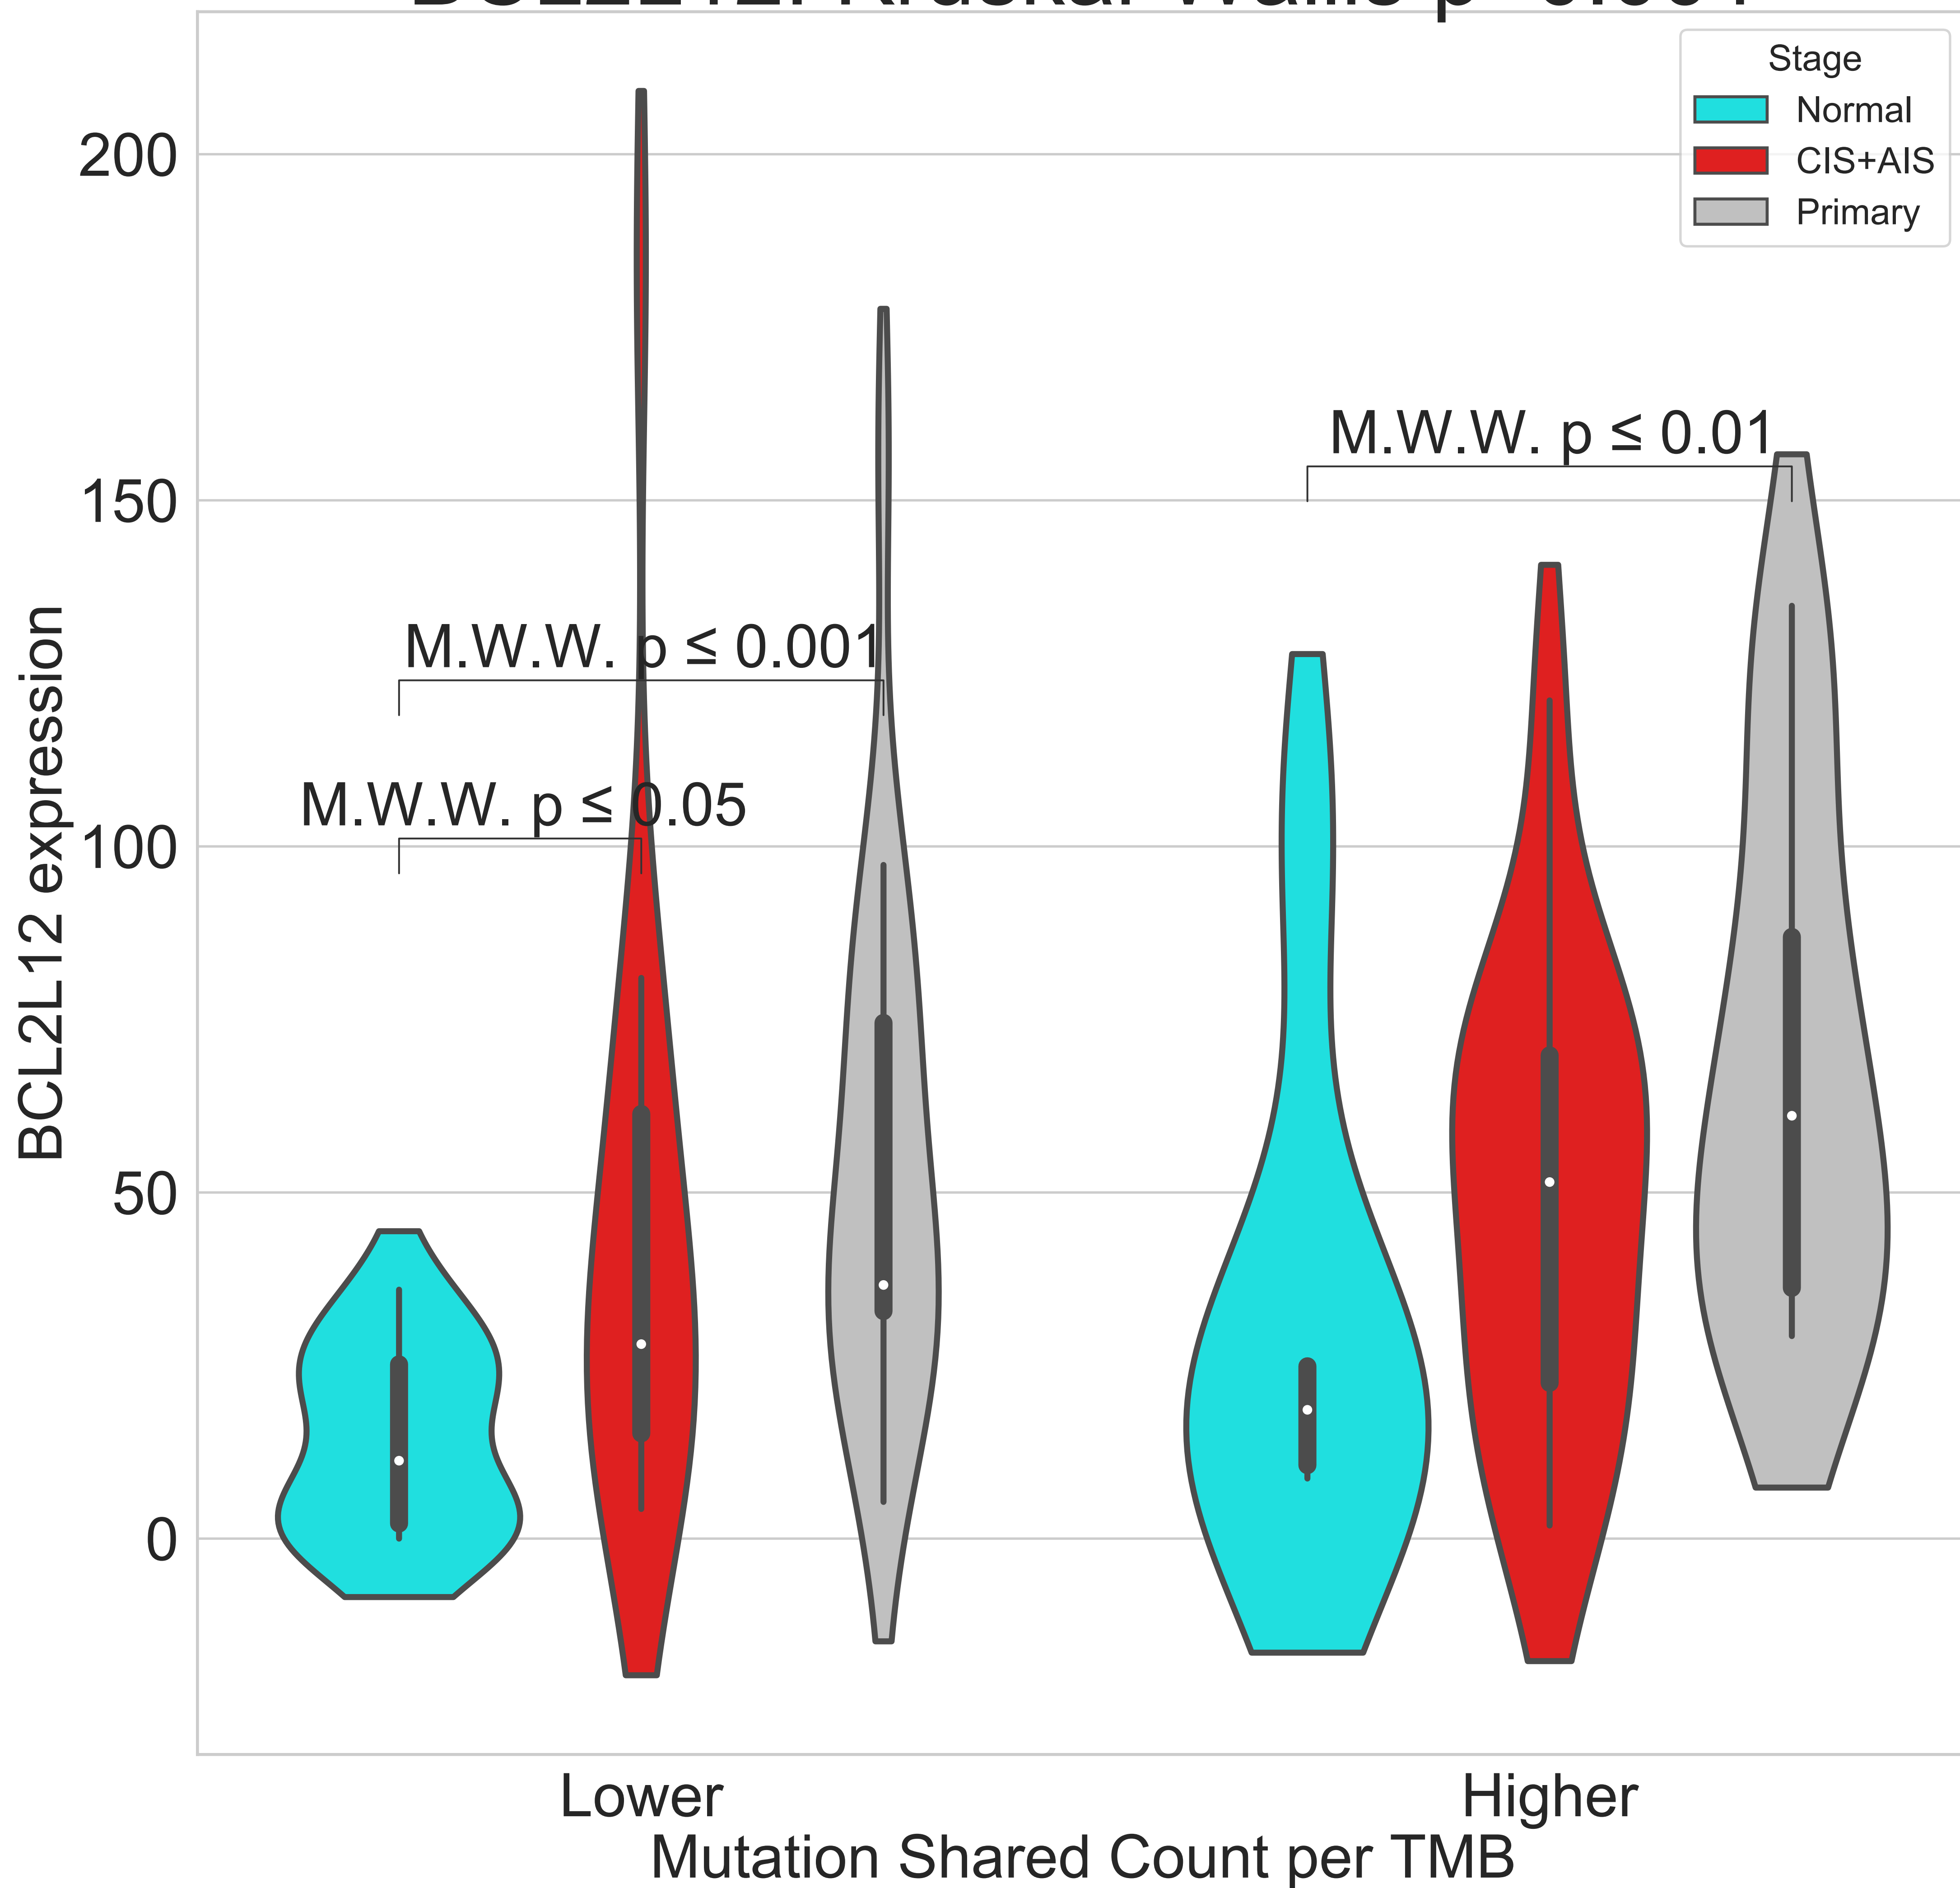 Stage
Normal
CIS+AIS
Primary
200
150
100
50
0
BCL2L12 expression
M.W.W. p ≤ 0.01
M.W.W. p ≤ 0.001
M.W.W. p ≤ 0.05
Lower
Higher
Mutation Shared Count per TMB